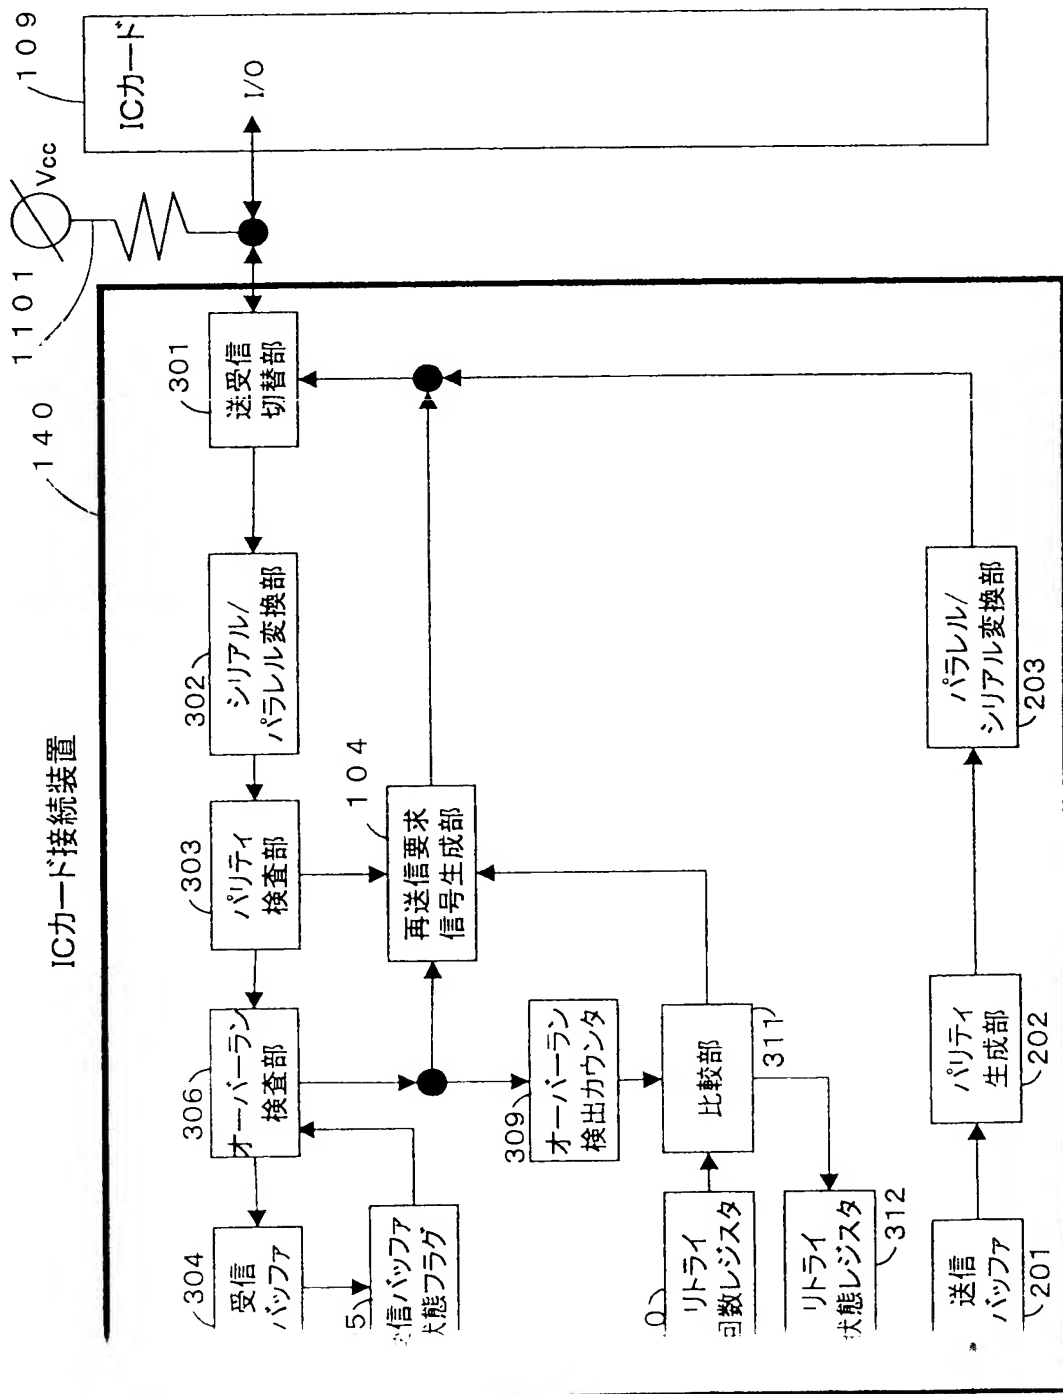 ICカード接続装置
140
1101
Vcc
109
ICカード
I/O
301
送受信
切替部
302
シリアル/
パラレル変換部
303
パリティ
検査部
306
オーバーラン
検査部
304
受信
バッファ
5
信バッファ
状態フラグ
104
再送信要求
信号生成部
309
オーバーラン
検出カウンタ
311
比較部
0
リトライ
回数レジスタ
リトライ
状態レジスタ
312
送信
バッファ
201
パリティ
生成部
202
パラレル/
シリアル変換部
203